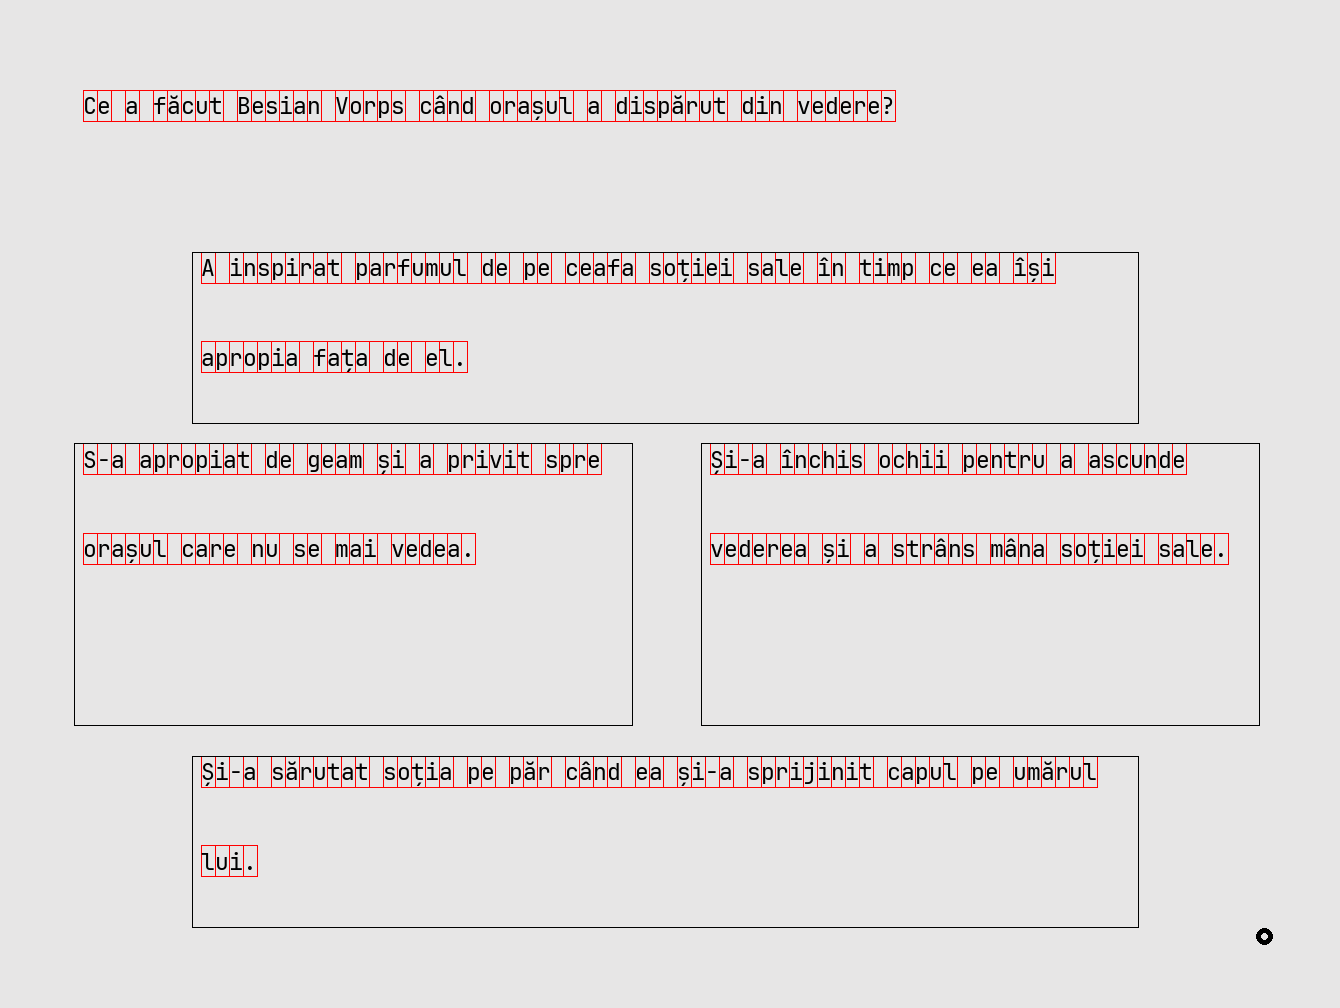 Ce a făcut Besian Vorps când orașul a dispărut din vedere?
A inspirat parfumul de pe ceafa soției sale în timp ce ea își
apropia fața de el.
S-a apropiat de geam și a privit spre
orașul care nu se mai vedea.
Și-a închis ochii pentru a ascunde
vederea și a strâns mâna soției sale.
Și-a sărutat soția pe păr când ea și-a sprijinit capul pe umărul
lui.